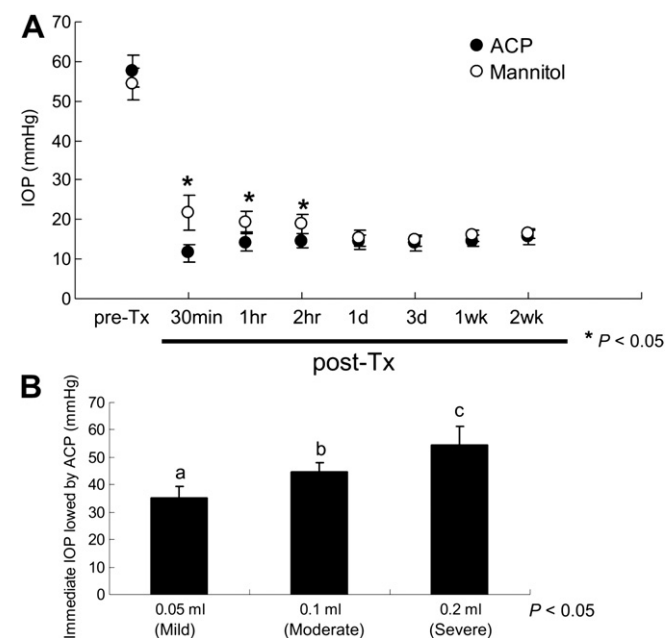 A
70
60
50
40
30
20
10
0
IOP (mmHg)
ACP
Mannitol
*
*
*
pre-Tx 30min 1hr 2hr 1d 3d 1wk 2wk
* P < 0.05
post-Tx
B
70
60
50
40
30
20
10
0
Immediate IOP lowed by ACP (mmHg)
a
b
c
0.05 ml 0.1 ml 0.2 ml P < 0.05
(Mild) (Moderate) (Severe)